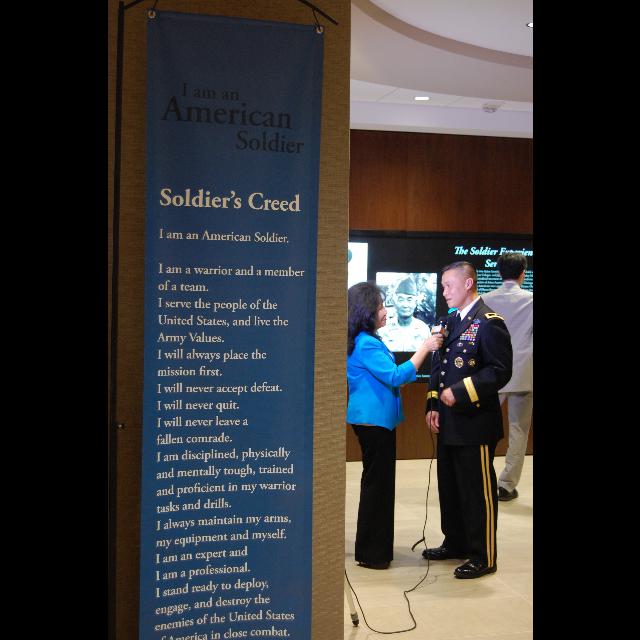 I am an
American
Soldier
Soldier's Creed
I am an American Soldier.
I am a warrior and a member
of a team.
I serve the people of the
United States, and live the
Army Values.
I will always place the
mission first.
I will never accept defeat.
I will never quit.
I will never leave a
fallen comrade.
I am disciplined, physically
and mentally tough, trained
and proficient in my warrior
tasks and drills.
I always maintain my arms,
my equipment and myself.
I am an expert and
I am a professional.
I stand ready to deploy,
engage, and destroy the
enemies of the United States
of America in close combat.
The Soldier Experien